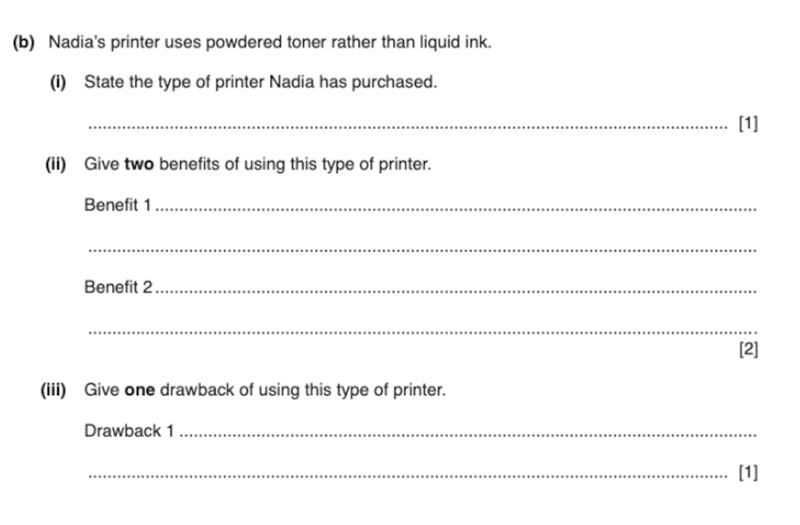 (b) Nadia's printer uses powdered toner rather than liquid ink.
(i) State the type of printer Nadia has purchased.
[1]
(ii) Give two benefits of using this type of printer.
Benefit 1
Benefit 2
[2]
(iii) Give one drawback of using this type of printer.
Drawback 1
[1]